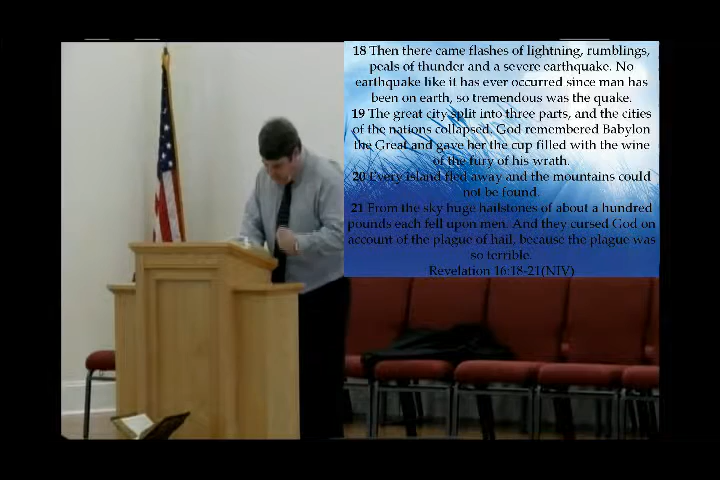 18 Then there came flashes of lightning, rumblings,
peals of thunder and a severe earthquake. No
earthquake like it has ever occurred since man has
been on earth, so tremendous was the quake.
19 The great city split into three parts, and the cities
of the nations collapsed. God remembered Babylon
the Great and gave her the cup filled with the wine
of the fury of his wrath.
20 Every island fled away and the mountains could
not be found.
21 From the sky huge hailstones of about a hundred
pounds each fell upon men. And they cursed God on
account of the plague of hail, because the plague was
so terrible.
Revelation 16:18-21(NIV)